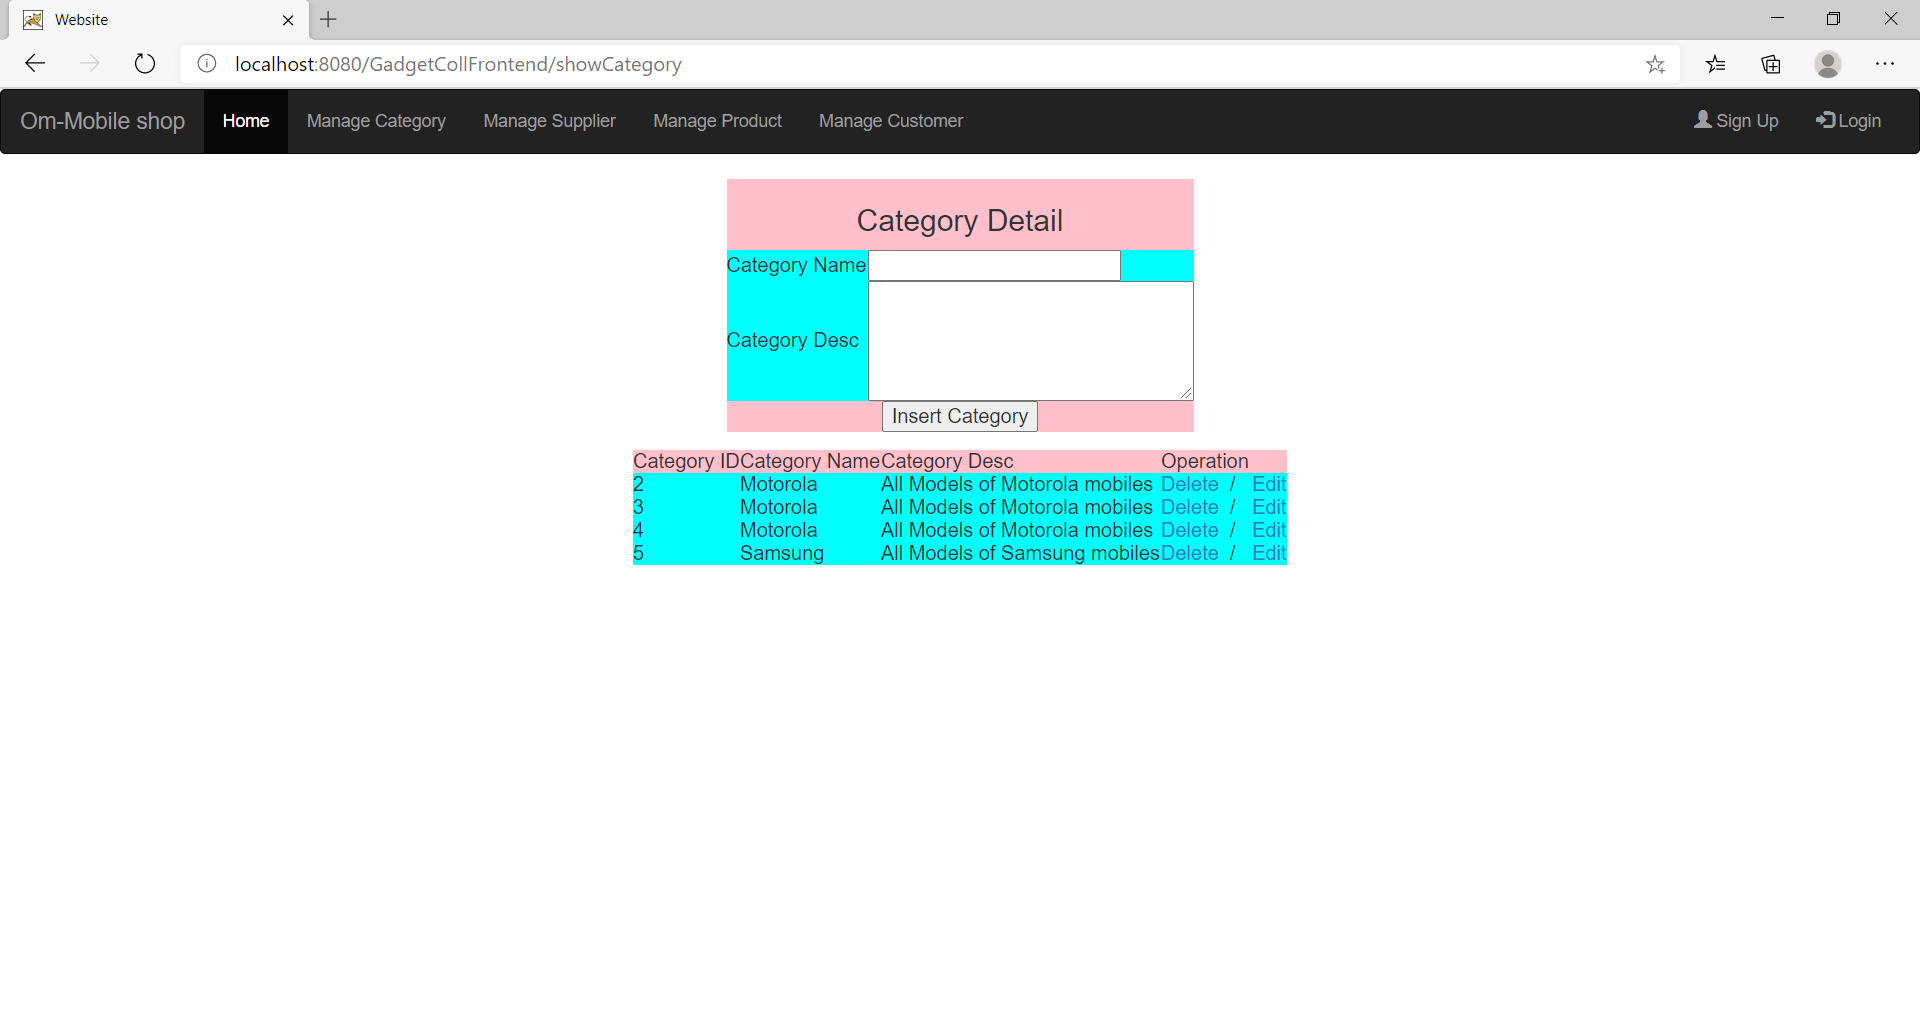 Website
localhost:8080/GadgetCollFrontend/showCategory
Om-Mobile shop Home Manage Category Manage Supplier Manage Product Manage Customer Sign Up Login
Category Detail
Category Name
Category Desc
Insert Category
Category ID Category Name Category Desc Operation
2 Motorola All Models of Motorola mobiles Delete / Edit
3 Motorola All Models of Motorola mobiles Delete / Edit
4 Motorola All Models of Motorola mobiles Delete / Edit
5 Samsung All Models of Samsung mobiles Delete / Edit